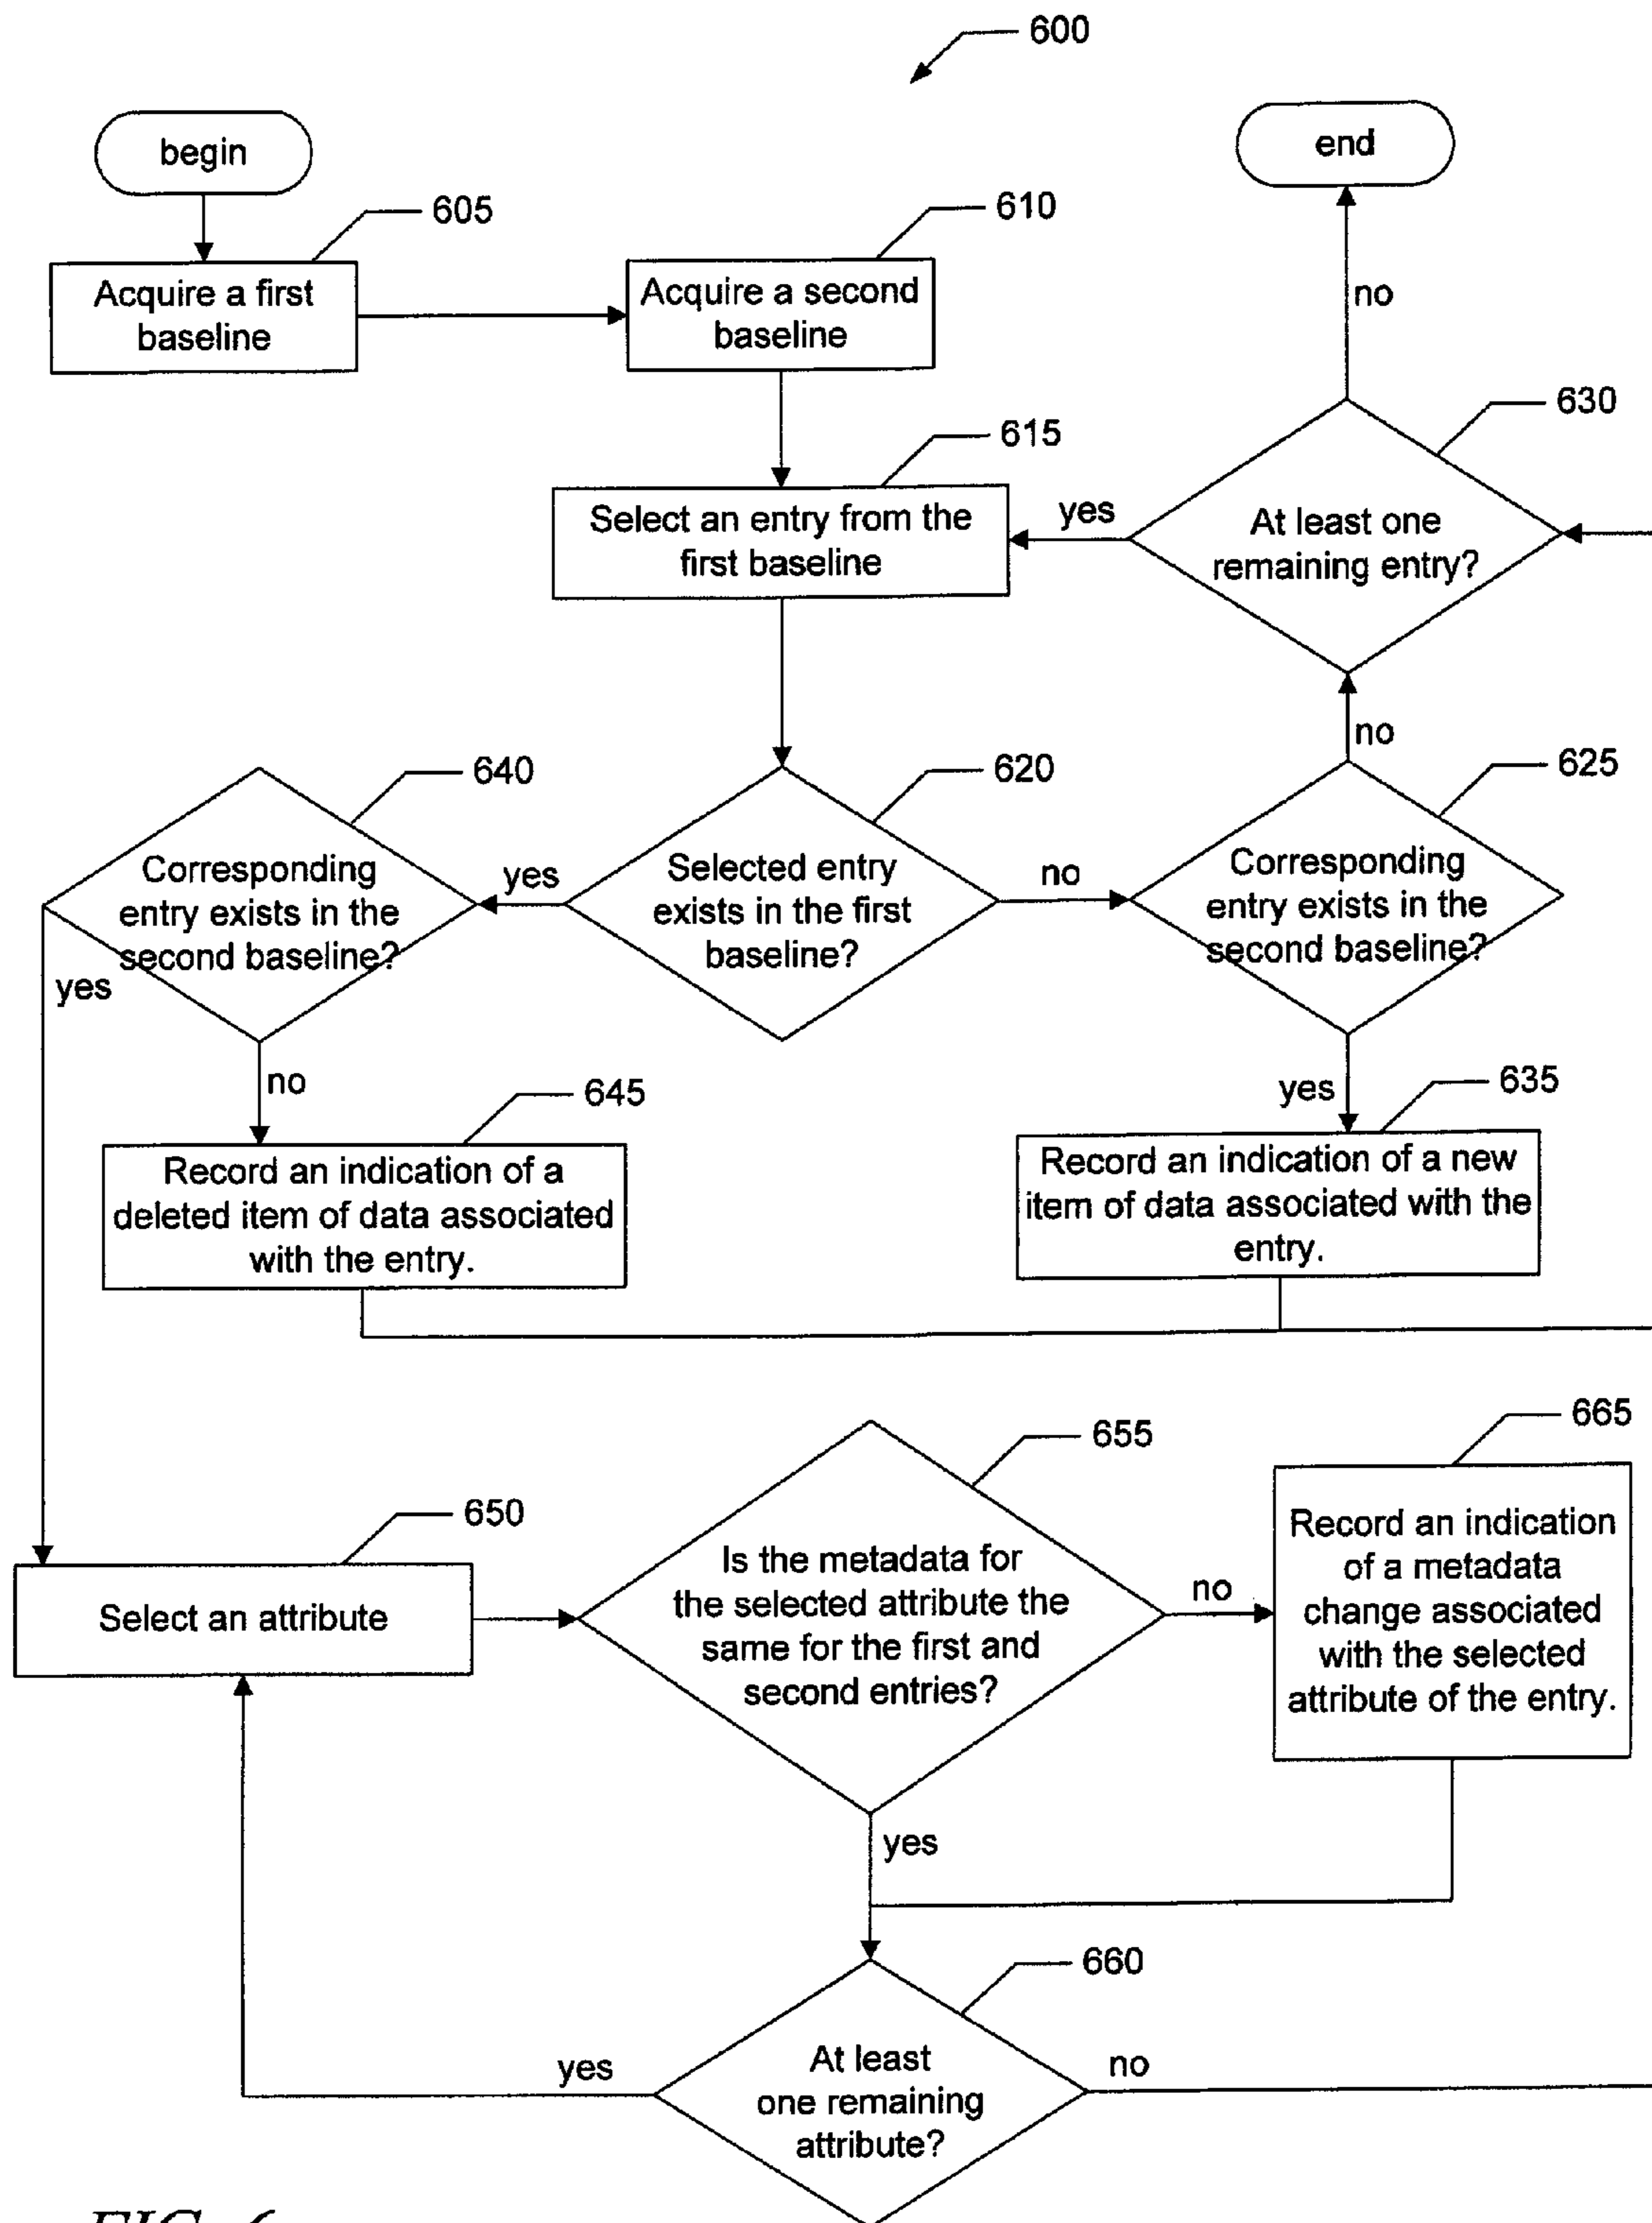 600
begin
end
605
610
Acquire a first
baseline
Acquire a second
baseline
no
630
615
Select an entry from the
first baseline
yes
At least one
remaining entry?
no
640
620
625
Corresponding
entry exists in the
second baseline?
yes
Selected entry
exists in the first
baseline?
no
Corresponding
entry exists in the
second baseline?
yes
no
645
yes
635
Record an indication of a
deleted item of data associated
with the entry.
Record an indication of a new
item of data associated with the
entry.
655
665
650
Select an attribute
Is the metadata for
the selected attribute the
same for the first and
second entries?
no
Record an indication
of a metadata
change associated
with the selected
attribute of the entry.
yes
660
yes
At least
one remaining
attribute?
no